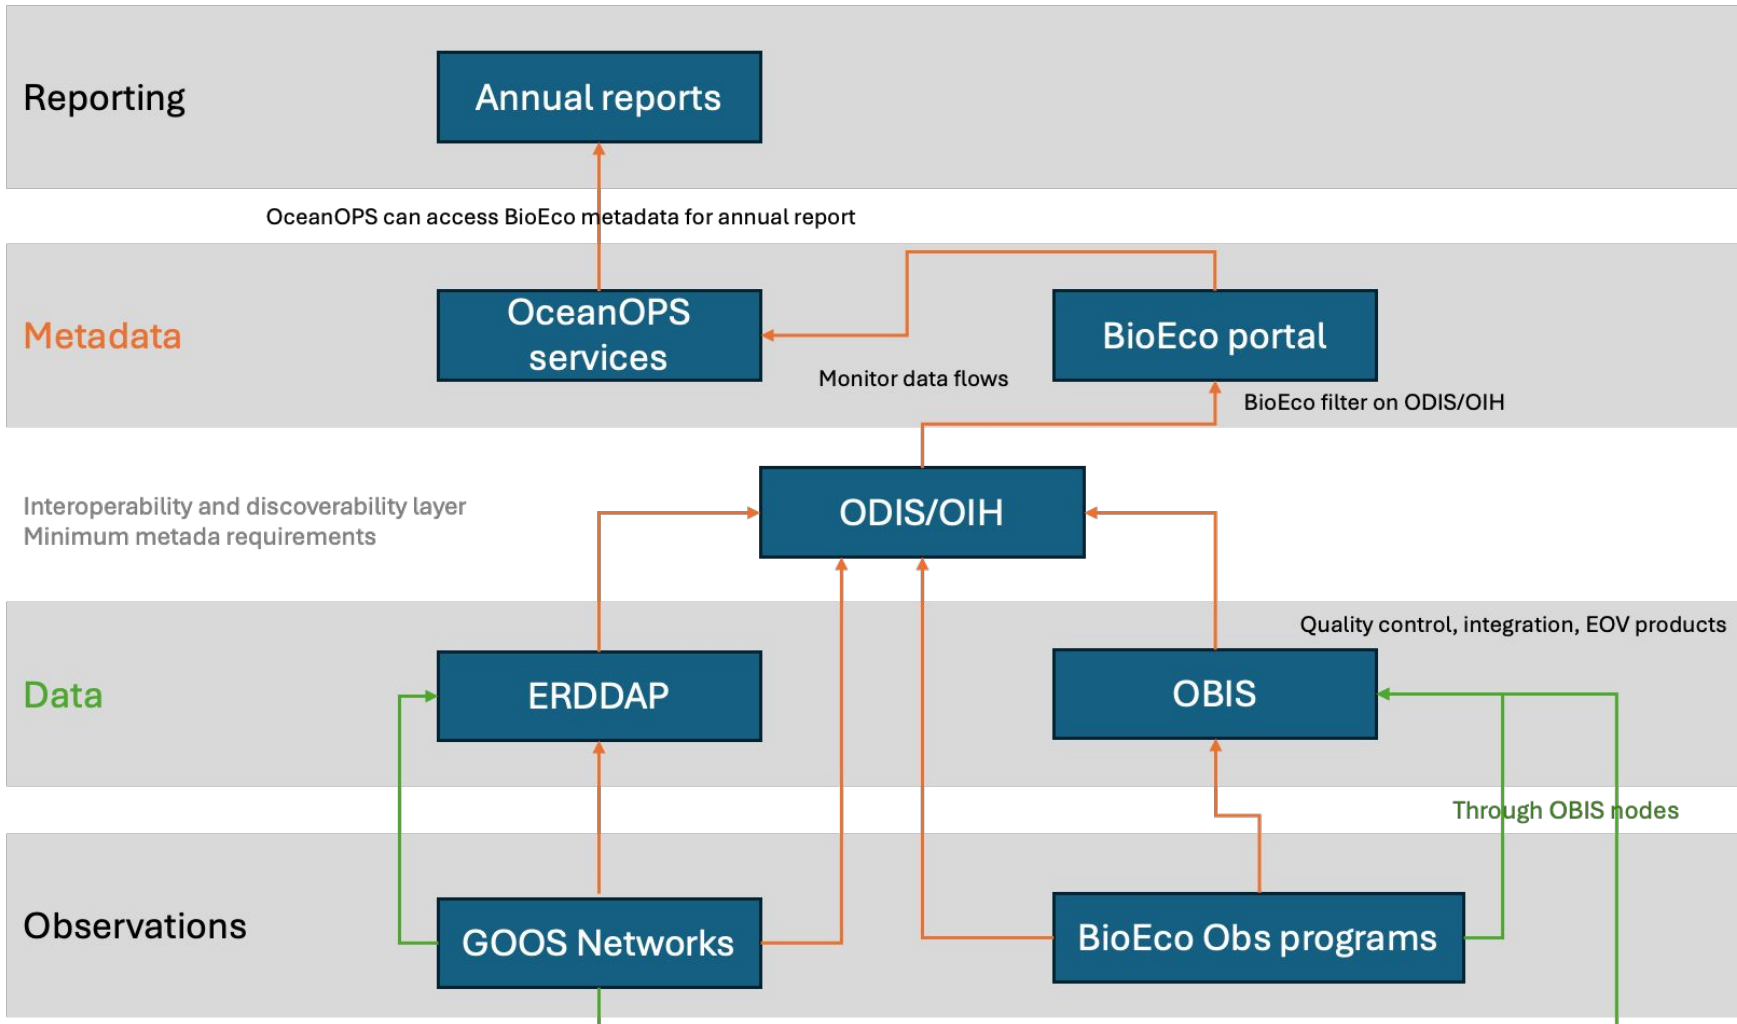 Reporting
Annual reports
OceanOPS can access BioEco metadata for annual report
Metadata
OceanOPS
services
BioEco portal
Monitor data flows
BioEco filter on ODIS/OIH
Interoperability and discoverability layer
Minimum metada requirements
ODIS/OIH
Quality control, integration, EOV products
Data
ERDDAP
OBIS
Through OBIS nodes
Observations
GOOS Networks
BioEco Obs programs